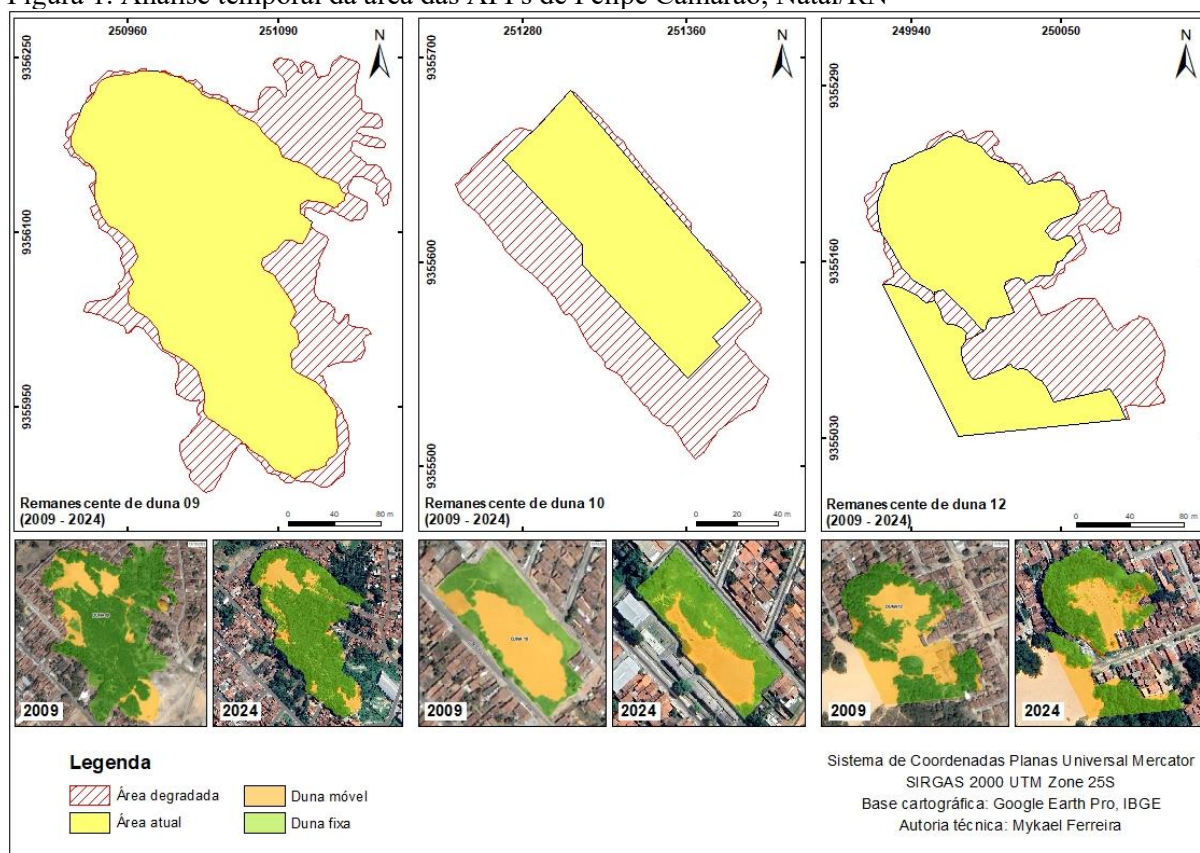 Figura 1: Análise temporal da área das APPs de Felipe Camarão, Natal/RN
250960
251090
N
9356250
9356100
9355950
Remanescente de duna 09
(2009 - 2024)
0 40 80 m
251280
251360
N
9355700
9355600
9355500
Remanescente de duna 10
(2009 - 2024)
0 20 40 m
249940
250050
N
9355290
9355160
9355030
Remanescente de duna 12
(2009 - 2024)
0 40 80 m
2009
2024
DUNA 10
2009
2024
DUNA 12
2009
2024
Legenda
Área degradada
Duna móvel
Área atual
Duna fixa
Sistema de Coordenadas Planas Universal Mercator
SIRGAS 2000 UTM Zone 25S
Base cartográfica: Google Earth Pro, IBGE
Autoria técnica: Mykael Ferreira